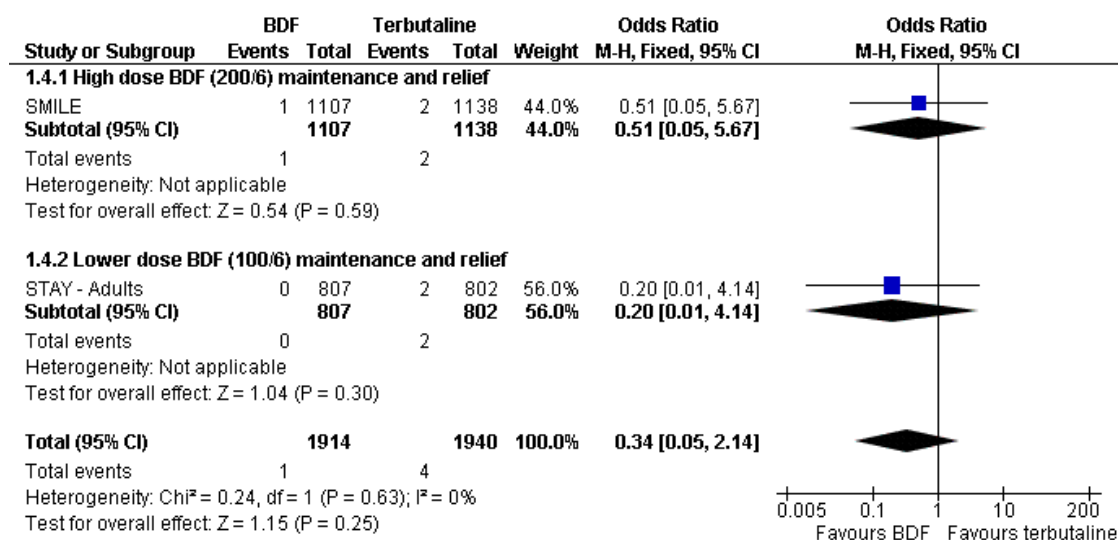 BDF Terbutaline Odds Ratio Odds Ratio
Study or Subgroup Events Total Events Total Weight M-H, Fixed, 95% CI M-H, Fixed, 95% CI
1.4.1 High dose BDF (200/6) maintenance and relief
SMILE 1 1107 2 1138 44.0% 0.51 [0.05, 5.67]
Subtotal (95% CI) 1107 1138 44.0% 0.51 [0.05, 5.67]
Total events 1 2
Heterogeneity: Not applicable
Test for overall effect: Z = 0.54 (P = 0.59)
1.4.2 Lower dose BDF (100/6) maintenance and relief
STAY - Adults 0 807 2 802 56.0% 0.20 [0.01, 4.14]
Subtotal (95% CI) 807 802 56.0% 0.20 [0.01, 4.14]
Total events 0 2
Heterogeneity: Not applicable
Test for overall effect: Z = 1.04 (P = 0.30)
Total (95% CI) 1914 1940 100.0% 0.34 [0.05, 2.14]
Total events 1 4
Heterogeneity: Chi² = 0.24, df = 1 (P = 0.63); I² = 0%
Test for overall effect: Z = 1.15 (P = 0.25)
0.005 0.1 1 10 200
Favours BDF Favours terbutaline